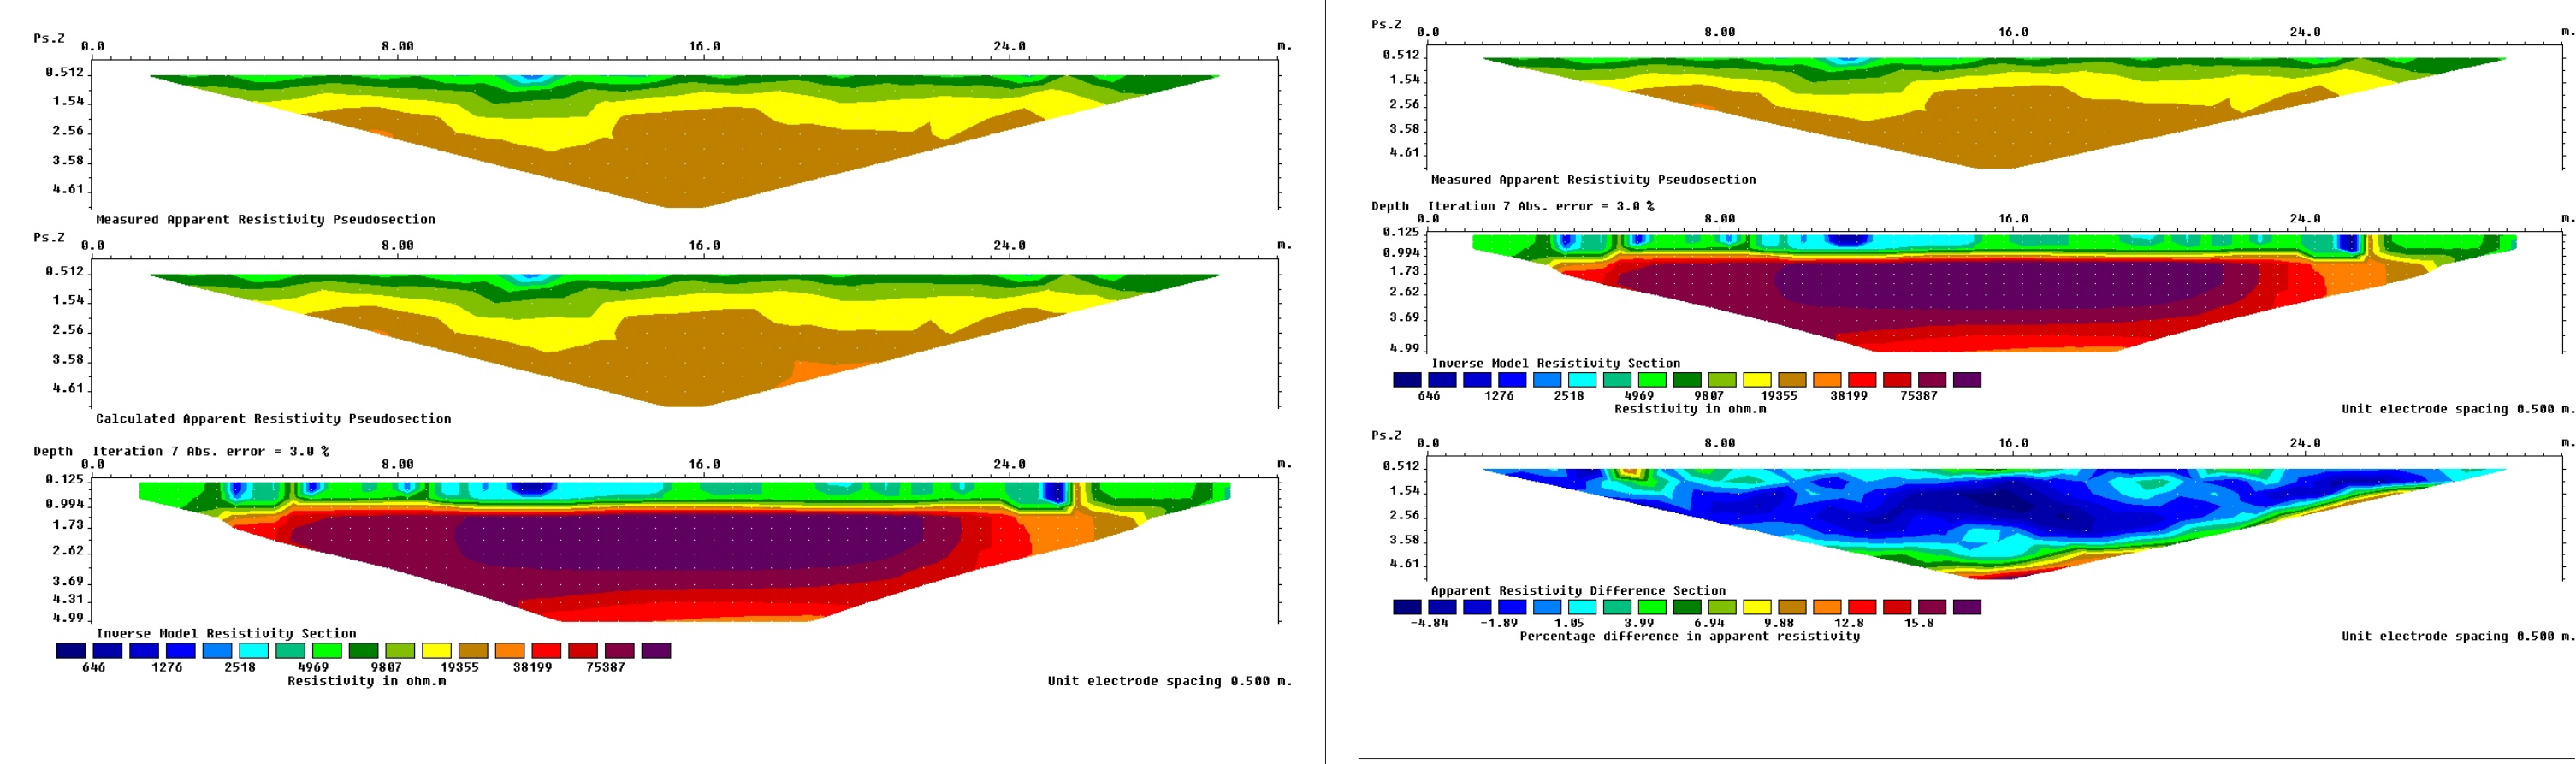 Ps.Z 0.0 8.00 16.0 24.0 m.
0.512
1.54
2.56
3.58
4.61
Measured Apparent Resistivity Pseudosection
Ps.Z 0.0 8.00 16.0 24.0 m.
0.512
1.54
2.56
3.58
4.61
Calculated Apparent Resistivity Pseudosection
Depth Iteration 7 Abs. error = 3.0 %
0.0 8.00 16.0 24.0 m.
0.125
0.994
1.73
2.62
3.69
4.31
4.99
Inverse Model Resistivity Section
646 1276 2518 4969 9807 19355 38199 75387
Resistivity in ohm.m
Unit electrode spacing 0.500 m.
Ps.Z 0.0 8.00 16.0 24.0 m.
0.512
1.54
2.56
3.58
4.61
Measured Apparent Resistivity Pseudosection
Depth Iteration 7 Abs. error = 3.0 %
0.0 8.00 16.0 24.0 m.
0.125
0.994
1.73
2.62
3.69
4.99
Inverse Model Resistivity Section
646 1276 2518 4969 9807 19355 38199 75387
Resistivity in ohm.m
Unit electrode spacing 0.500 m.
Ps.Z 0.0 8.00 16.0 24.0 m.
0.512
1.54
2.56
3.58
4.61
Apparent Resistivity Difference Section
-4.84 -1.89 1.05 3.99 6.94 9.88 12.8 15.8
Percentage difference in apparent resistivity
Unit electrode spacing 0.500 m.